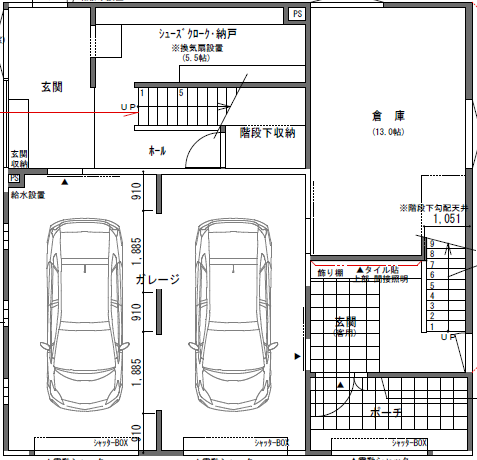 PS
シューズクローク・納戸
※換気扇設置
(5.5帖)
玄関
倉 庫
(13.0帖)
UP
1
5
階段下収納
ホール
玄関
収納
PS
▲
給水設置
910
※階段下勾配天井
1,051
1,885
ガレージ
飾り棚
▲タイル貼
上部 間接照明
9
8
7
6
5
4
3
2
1
910
玄関
(客用)
UP
▲
1,885
▲
ポーチ
910
シャッターBOX
シャッターBOX
シャッターBOX